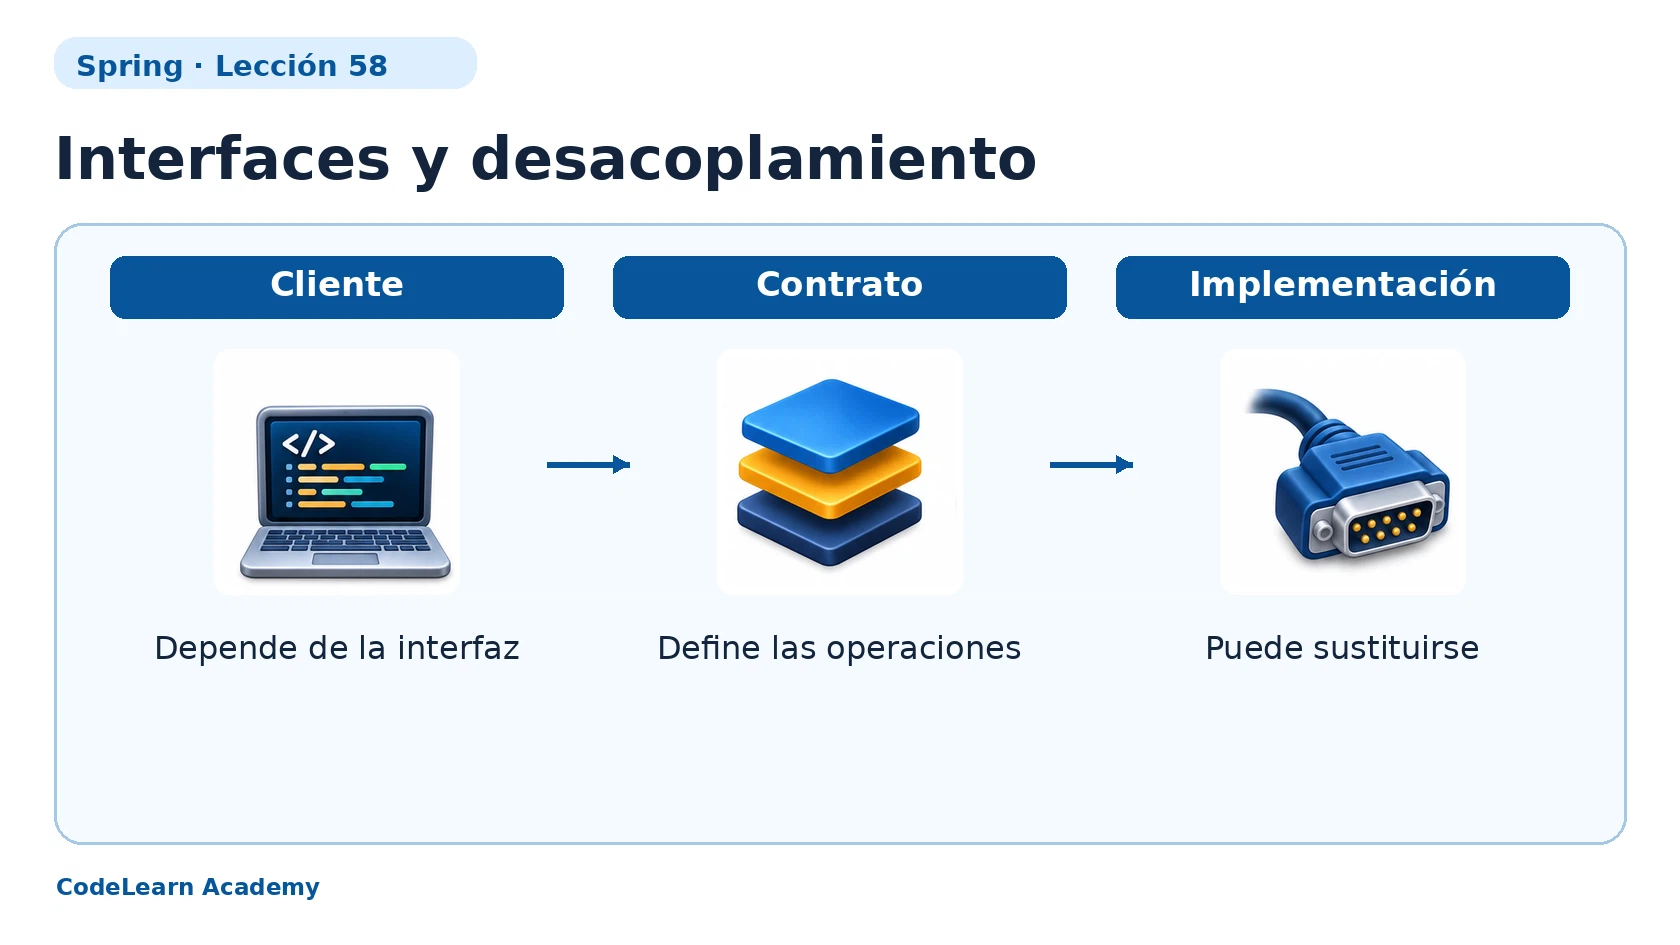 Spring · Lección 58
Interfaces y desacoplamiento
Cliente
Contrato
Implementación
</>
Depende de la interfaz
Define las operaciones
Puede sustituirse
CodeLearn Academy